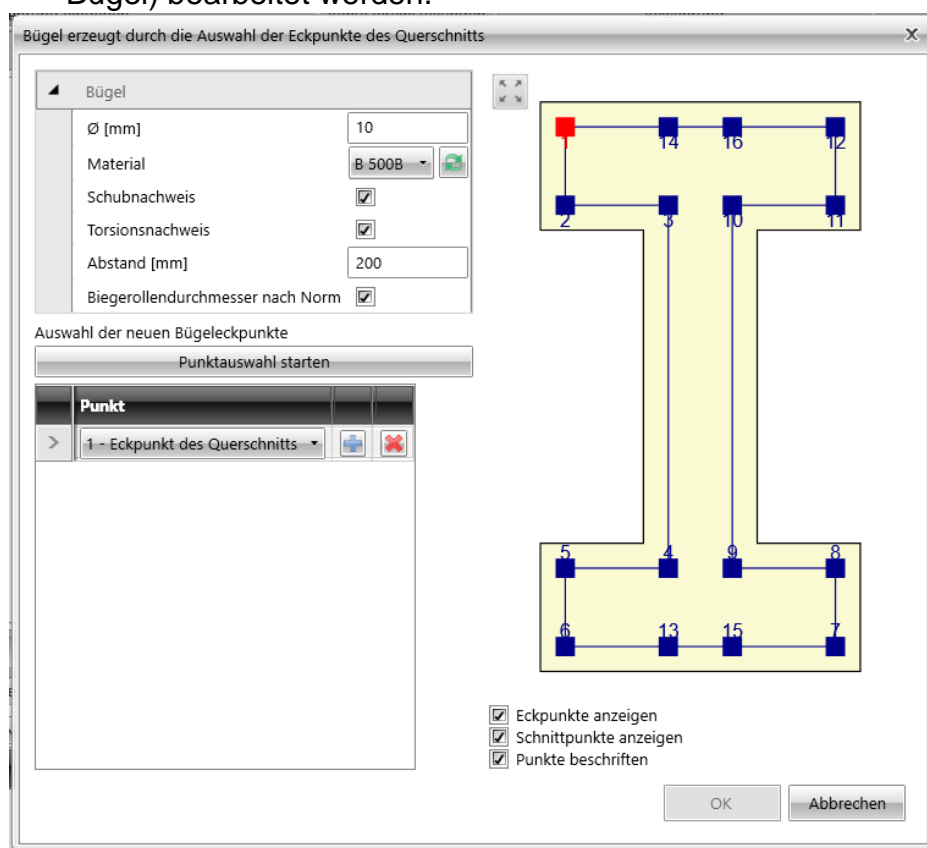 Bügel) bearbeitet werden.
Bügel erzeugt durch die Auswahl der Eckpunkte des Querschnitts x
Bügel
Ø [mm] 10
Material B 500B
Schubnachweis
Torsionsnachweis
Abstand [mm] 200
Biegerollendurchmesser nach Norm
Auswahl der neuen Bügeleckpunkte
Punktauswahl starten
Punkt
1 - Eckpunkt des Querschnitts
1 14 16 12
2 3 10 11
5 4 9 8
6 13 15 7
Eckpunkte anzeigen
Schnittpunkte anzeigen
Punkte beschriften
OK Abbrechen